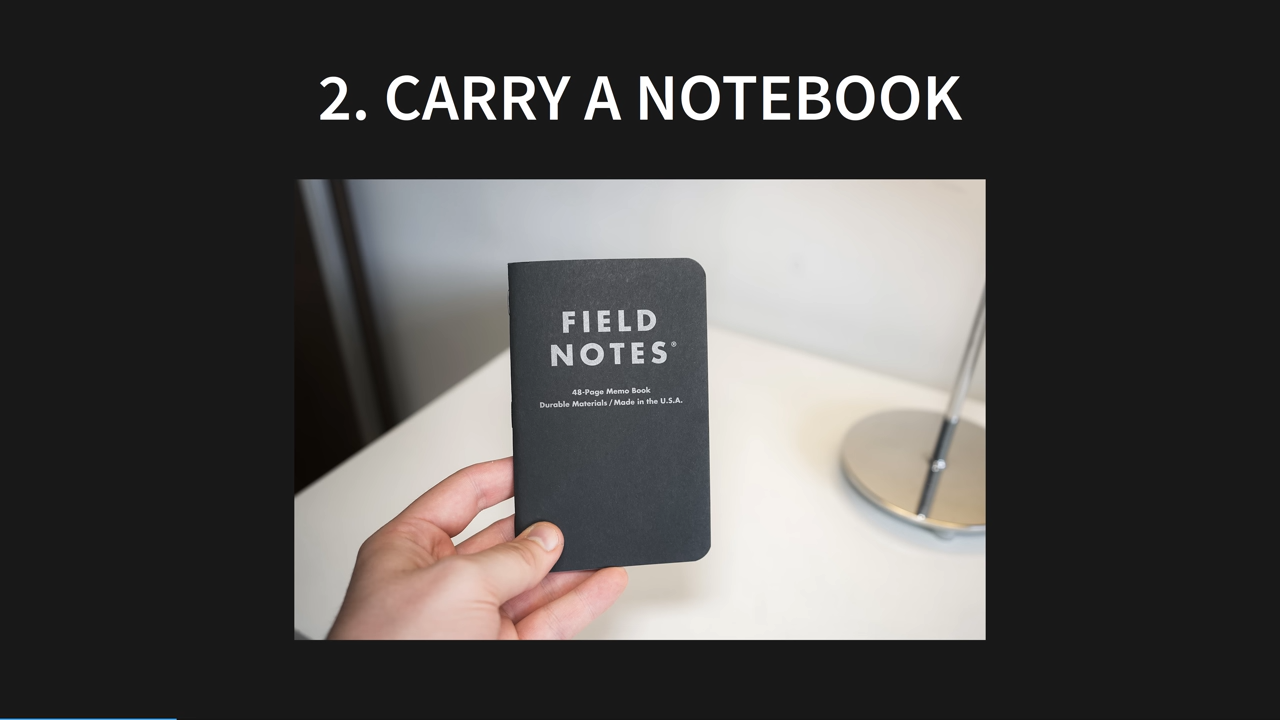 2. CARRY A NOTEBOOK
FIELD
NOTES®
48-Page Memo Book
Durable Materials / Made in the U.S.A.